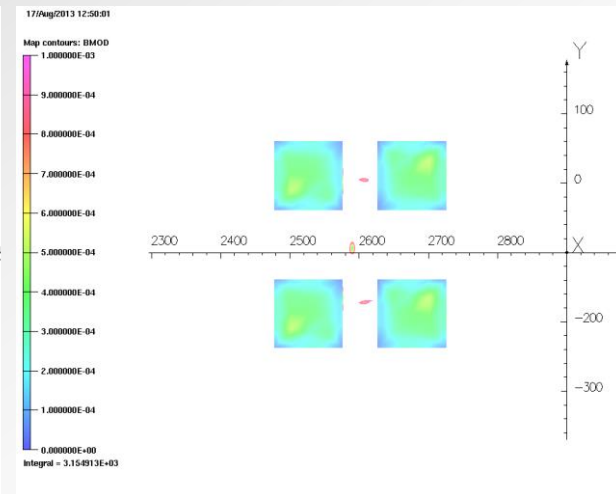 17/Aug/2013 12:50:01
Map contours: BMOD
1.000000E-03
9.000000E-04
8.000000E-04
7.000000E-04
6.000000E-04
5.000000E-04
4.000000E-04
3.000000E-04
2.000000E-04
1.000000E-04
0.000000E+00
Integral = 3.154913E+03
Y
100
0
2300 2400 2500 2600 2700 2800 X
-200
-300